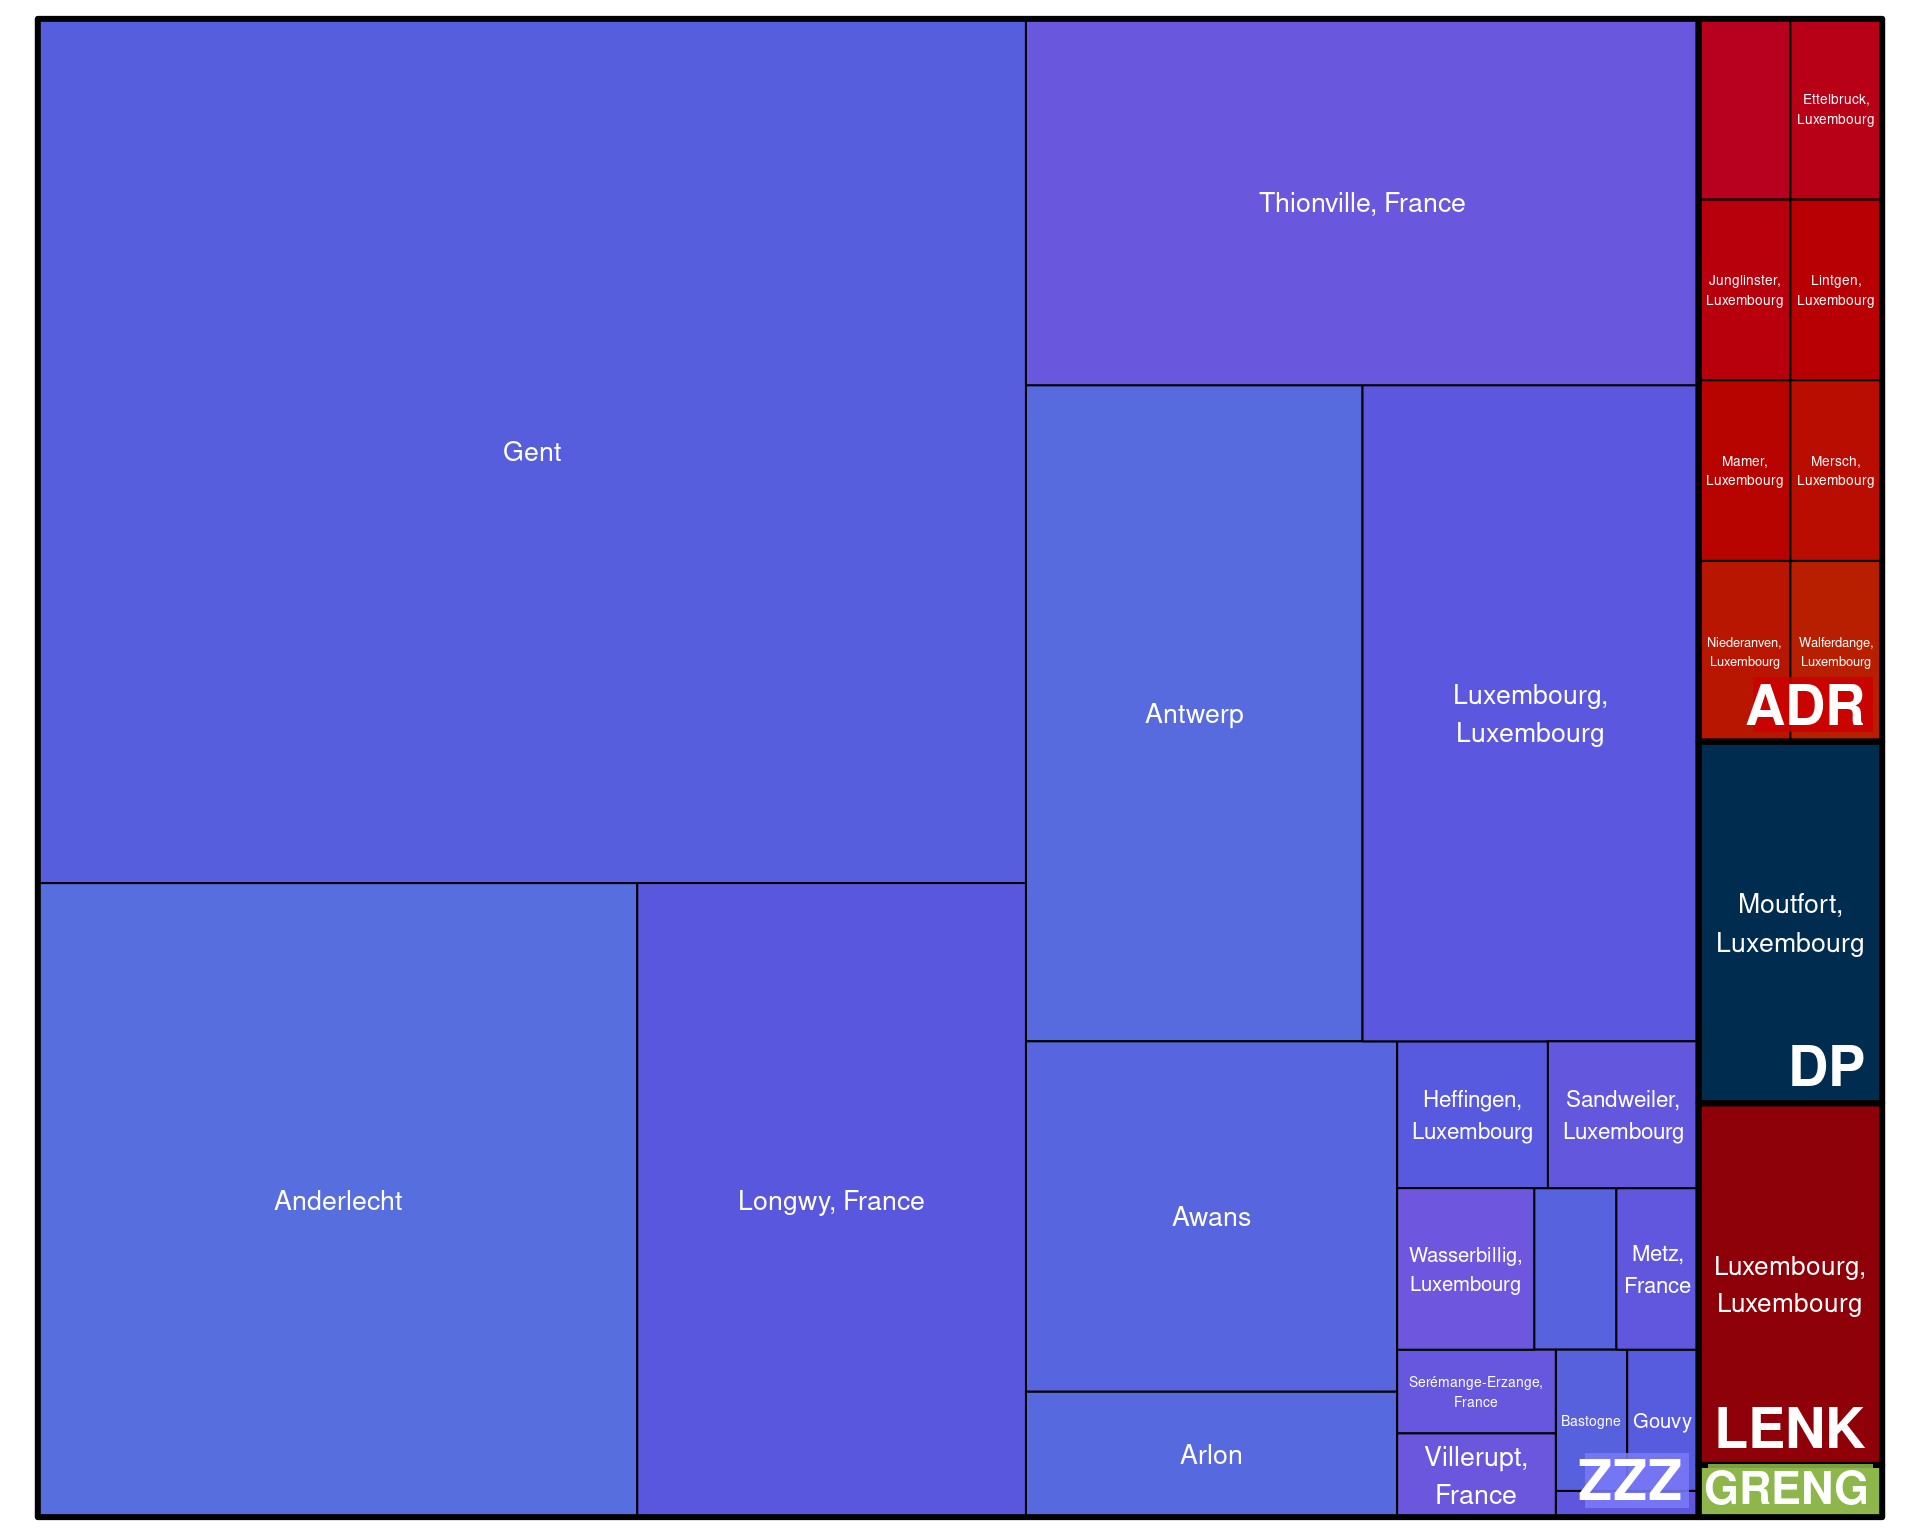 Gent
Thionville, France
Antwerp
Luxembourg,
Luxembourg
Anderlecht
Longwy, France
Awans
Arlon
Heffingen,
Luxembourg
Sandweiler,
Luxembourg
Wasserbillig,
Luxembourg
Metz,
France
Serémange-Erzange,
France
Villerupt,
France
Bastogne
Gouvy
ZZZ
Ettelbruck,
Luxembourg
Junglinster,
Luxembourg
Lintgen,
Luxembourg
Mamer,
Luxembourg
Mersch,
Luxembourg
Niederanven,
Luxembourg
Walferdange,
Luxembourg
ADR
Moutfort,
Luxembourg
DP
Luxembourg,
Luxembourg
LENK
GRENG